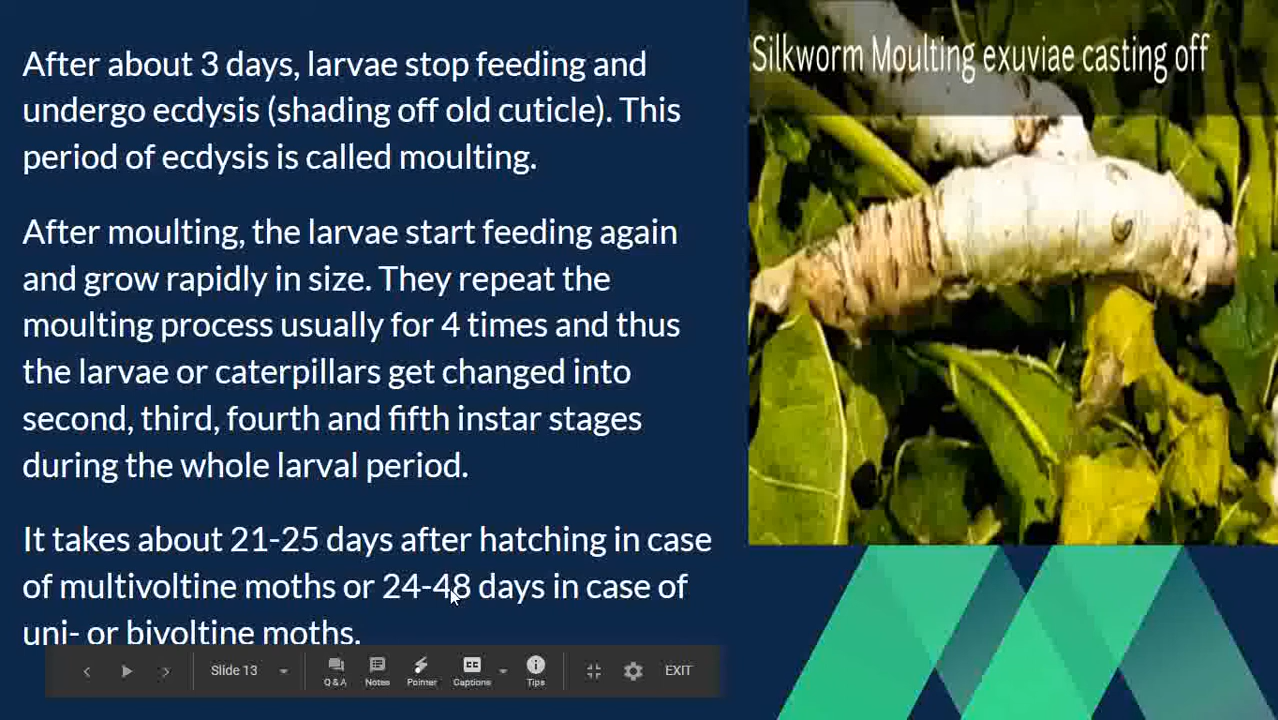 After about 3 days, larvae stop feeding and
undergo ecdysis (shading off old cuticle). This
period of ecdysis is called moulting.
After moulting, the larvae start feeding again
and grow rapidly in size. They repeat the
moulting process usually for 4 times and thus
the larvae or caterpillars get changed into
second, third, fourth and fifth instar stages
during the whole larval period.
It takes about 21-25 days after hatching in case
of multivoltine moths or 24-48 days in case of
uni- or bivoltine moths.
Silkworm Moulting exuviae casting off
Slide 13
Q & A
Notes
Pointer
CC
Captions
Tips
EXIT